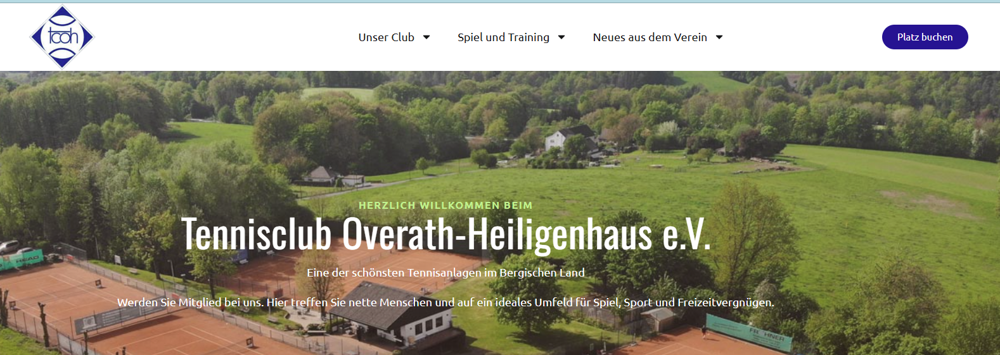 tcoh
Unser Club
Spiel und Training
Neues aus dem Verein
Platz buchen
HERZLICH WILLKOMMEN BEIM
Tennisclub Overath-Heiligenhaus e.V.
Eine der schönsten Tennisanlagen im Bergischen Land
Werden Sie Mitglied bei uns. Hier treffen Sie nette Menschen und auf ein ideales Umfeld für Spiel, Sport und Freizeitvergnügen.
HEAD